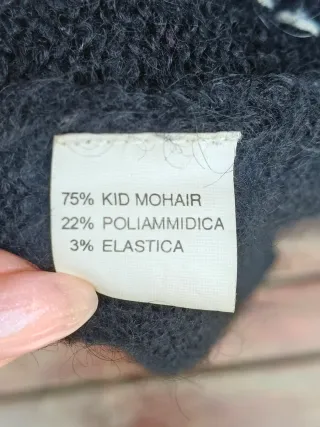 75% KID MOHAIR
22% POLIAMMIDICA
3% ELASTICA